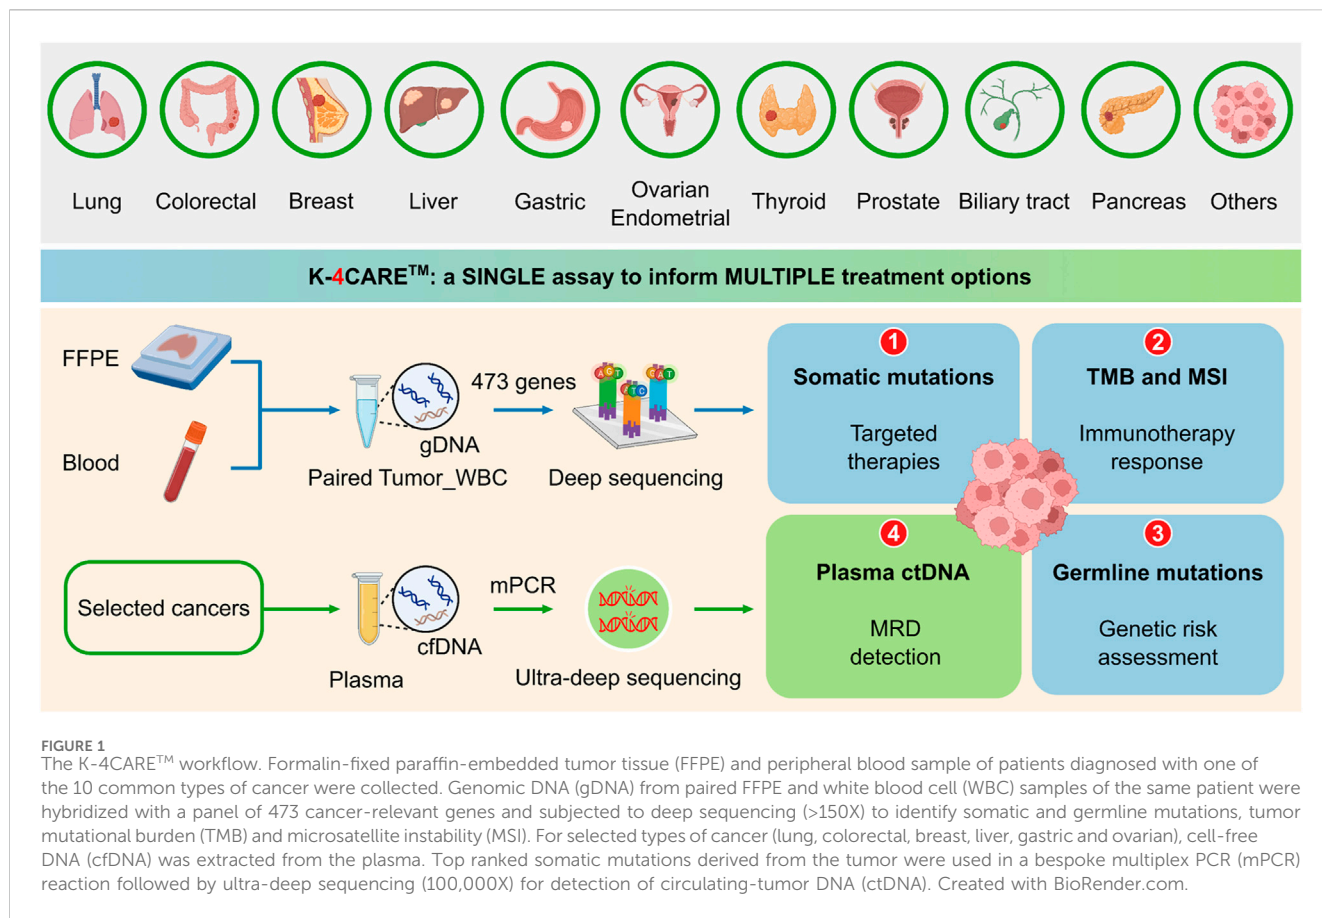 Lung
Colorectal
Breast
Liver
Gastric
Ovarian
Endometrial
Thyroid
Prostate
Biliary tract
Pancreas
Others
K-4CARE™: a SINGLE assay to inform MULTIPLE treatment options
FFPE
Blood
gDNA
Paired Tumor_WBC
473 genes
A G T
A T C
G A T
Deep sequencing
1
Somatic mutations
Targeted
therapies
2
TMB and MSI
Immunotherapy
response
Selected cancers
cfDNA
Plasma
mPCR
Ultra-deep sequencing
4
Plasma ctDNA
MRD
detection
3
Germline mutations
Genetic risk
assessment
FIGURE 1
The K-4CARE™ workflow. Formalin-fixed paraffin-embedded tumor tissue (FFPE) and peripheral blood sample of patients diagnosed with one of
the 10 common types of cancer were collected. Genomic DNA (gDNA) from paired FFPE and white blood cell (WBC) samples of the same patient were
hybridized with a panel of 473 cancer-relevant genes and subjected to deep sequencing (>150X) to identify somatic and germline mutations, tumor
mutational burden (TMB) and microsatellite instability (MSI). For selected types of cancer (lung, colorectal, breast, liver, gastric and ovarian), cell-free
DNA (cfDNA) was extracted from the plasma. Top ranked somatic mutations derived from the tumor were used in a bespoke multiplex PCR (mPCR)
reaction followed by ultra-deep sequencing (100,000X) for detection of circulating-tumor DNA (ctDNA). Created with BioRender.com.